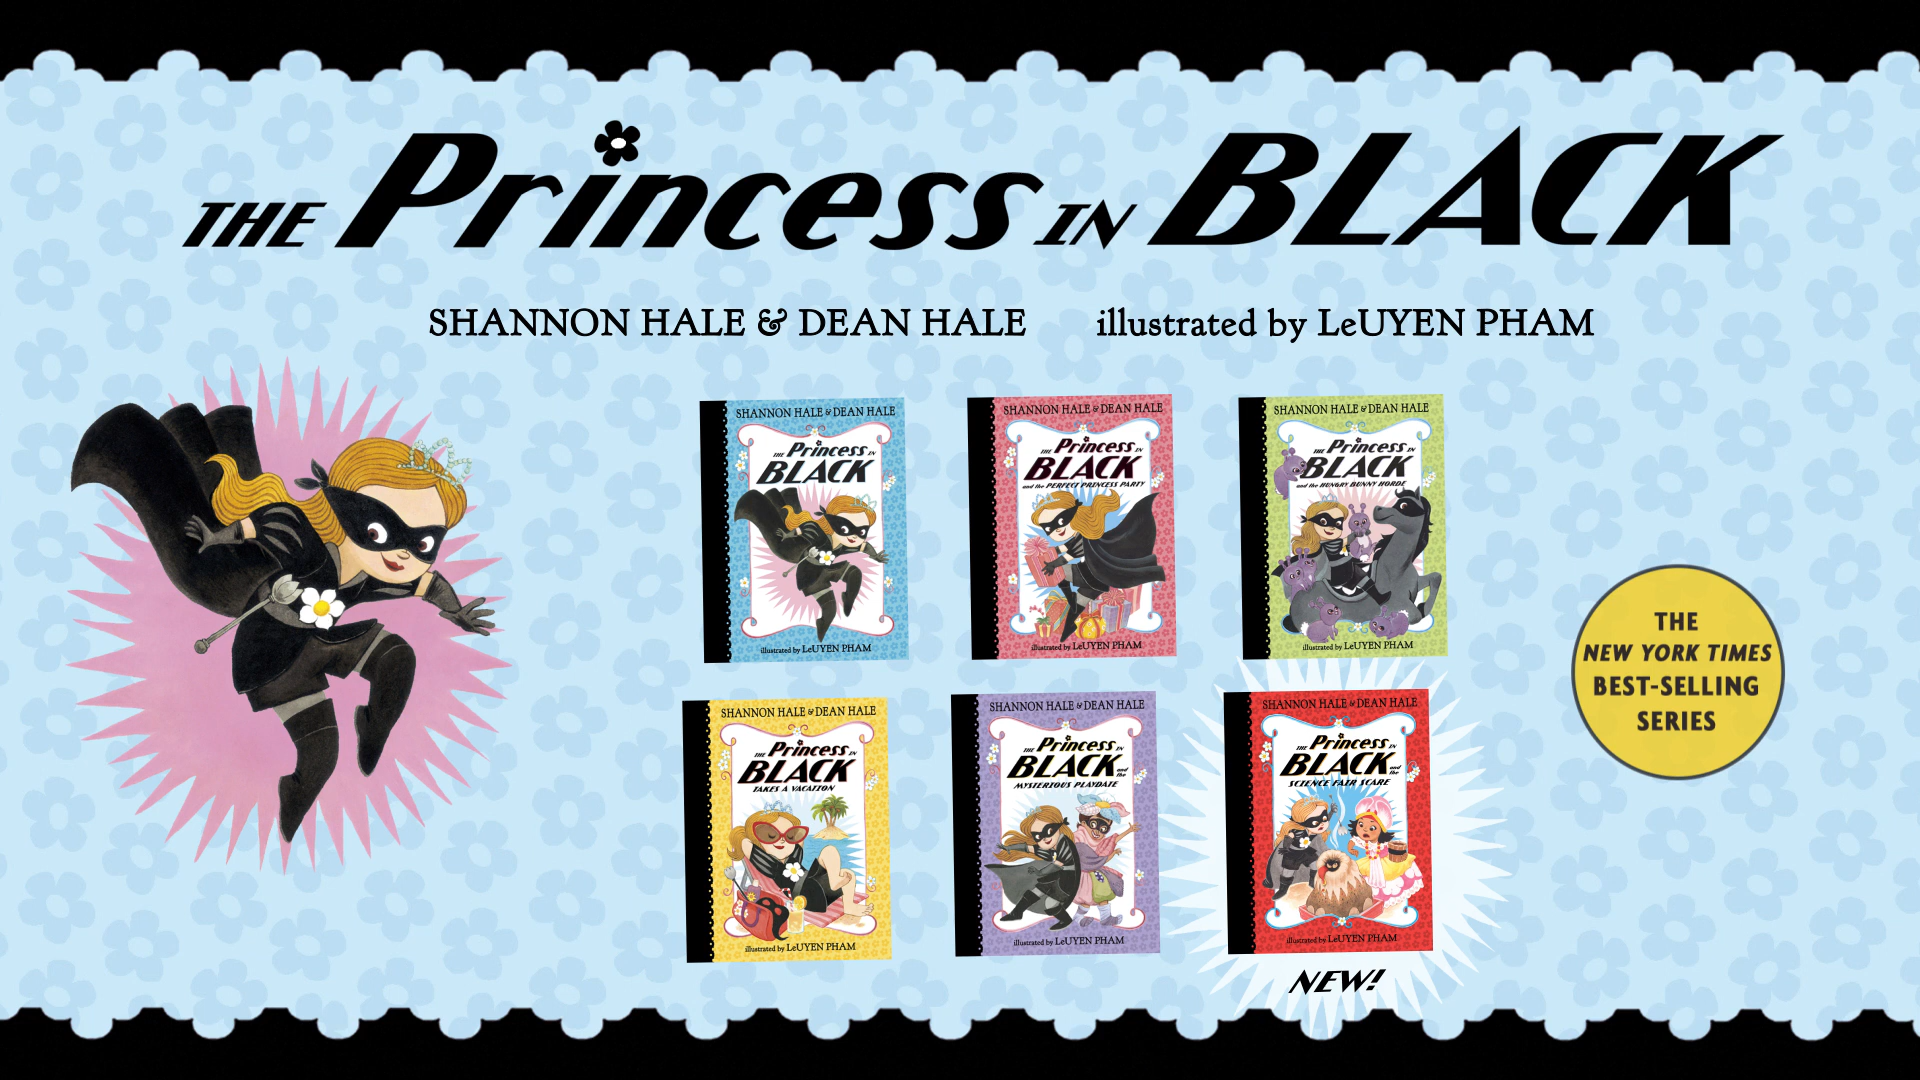 THE Princess IN BLACK
SHANNON HALE & DEAN HALE illustrated by LeUYEN PHAM
SHANNON HALE & DEAN HALE
THE Princess IN
BLACK
illustrated by LeUYEN PHAM
SHANNON HALE & DEAN HALE
THE Princess IN
BLACK
and the PERFECT PRINCESS PARTY
illustrated by LeUYEN PHAM
SHANNON HALE & DEAN HALE
THE Princess IN
BLACK
and the HUNGRY BUNNY HORDE
illustrated by LeUYEN PHAM
THE
NEW YORK TIMES
BEST-SELLING
SERIES
SHANNON HALE & DEAN HALE
THE Princess IN
BLACK
TAKES A VACATION
illustrated by LeUYEN PHAM
SHANNON HALE & DEAN HALE
THE Princess IN
BLACK and the
MYSTERIOUS PLAYDATE
illustrated by LeUYEN PHAM
SHANNON HALE & DEAN HALE
THE Princess IN
BLACK and the
SCIENCE FAIR SCARE
illustrated by LeUYEN PHAM
NEW!